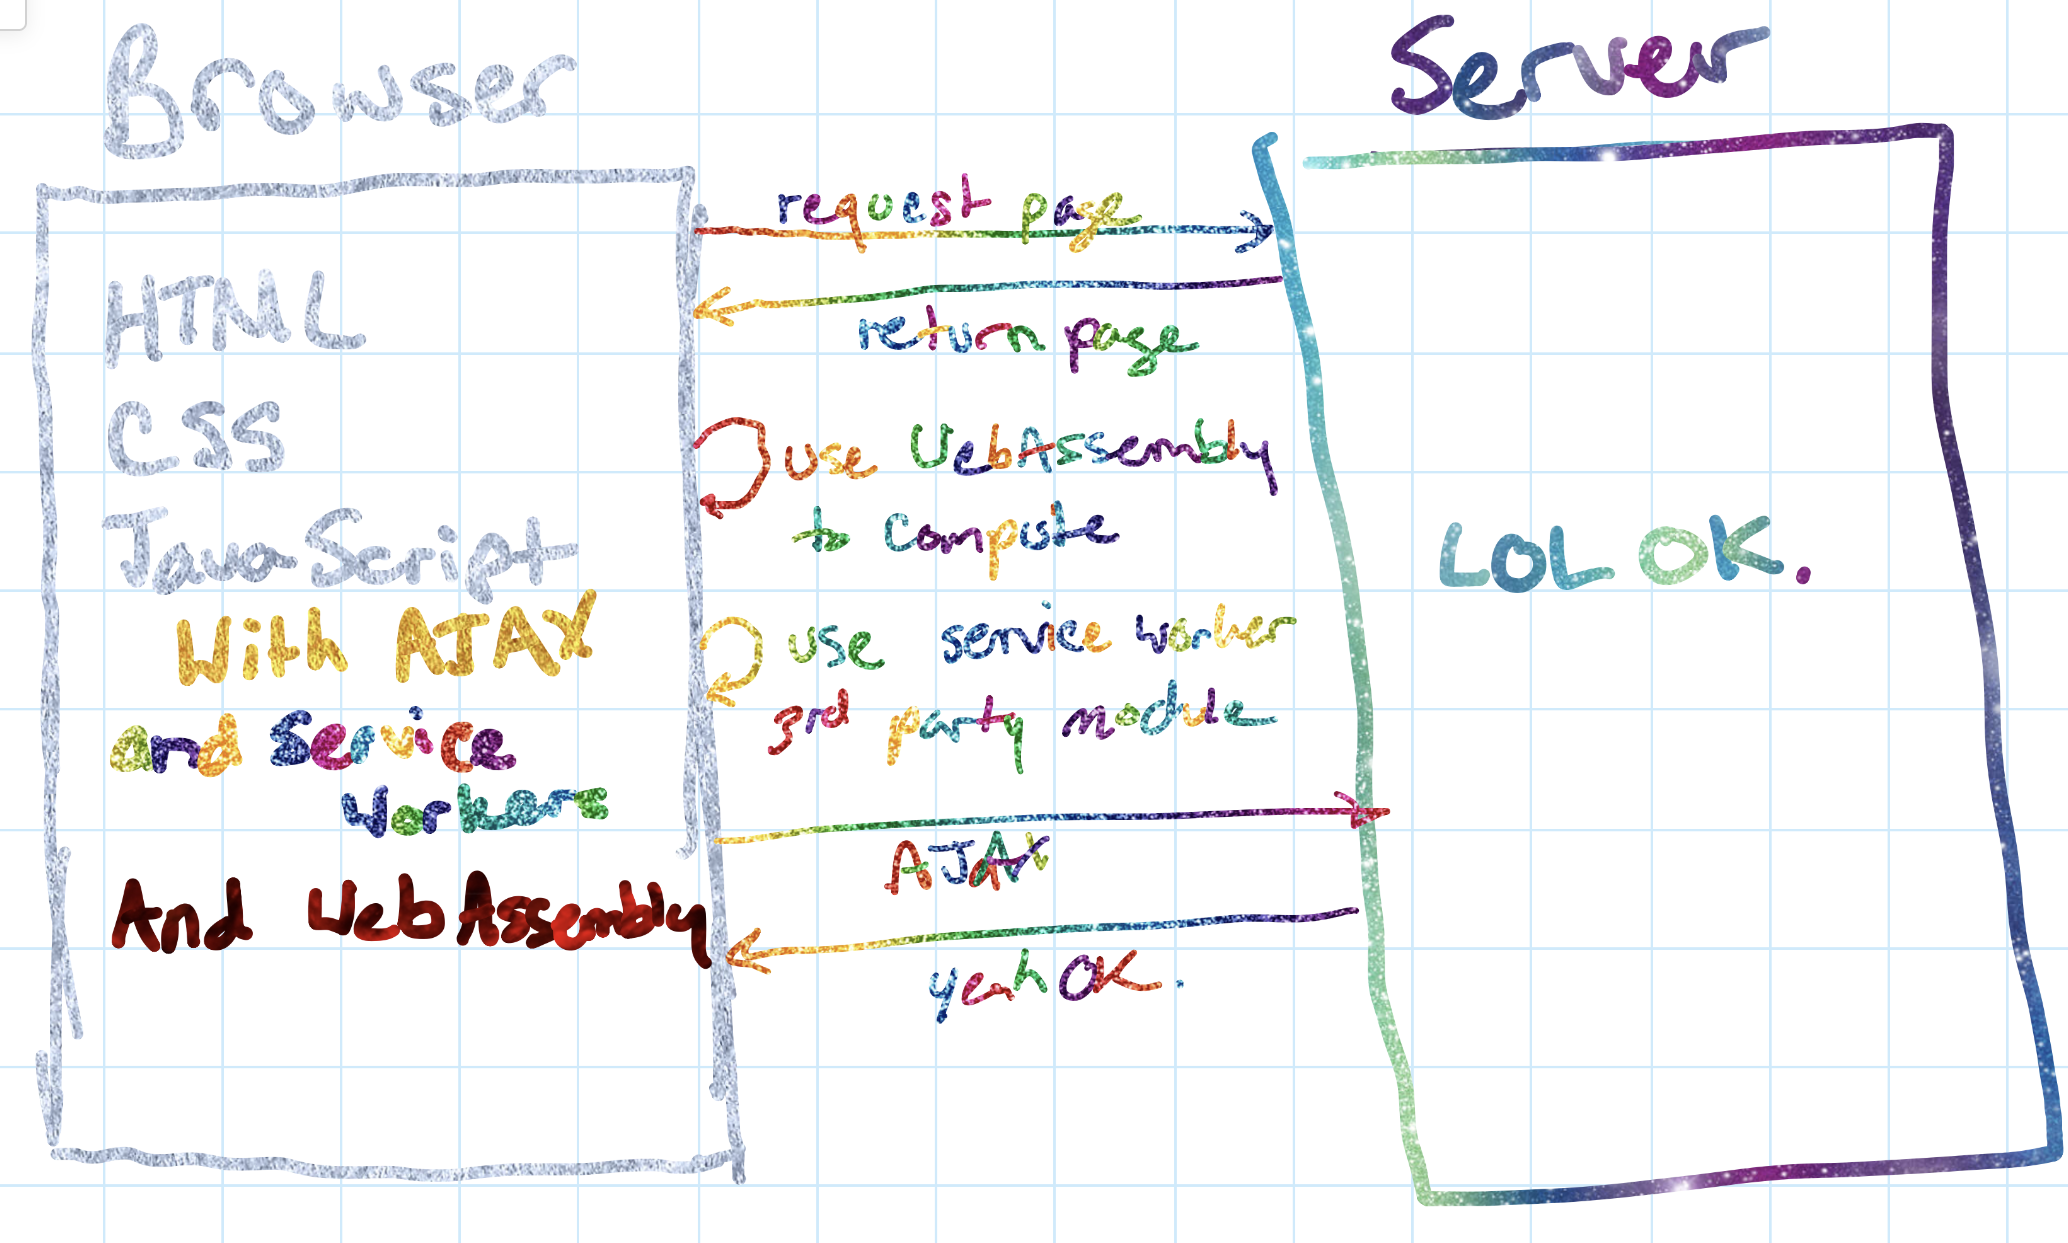 Browser
Server
HTML
CSS
JavaScript
With AJAX
and service
workers
And WebAssembly
request page
return page
use WebAssembly
to compute
use service worker
3rd party module
AJAX
yeah OK.
LOL OK.